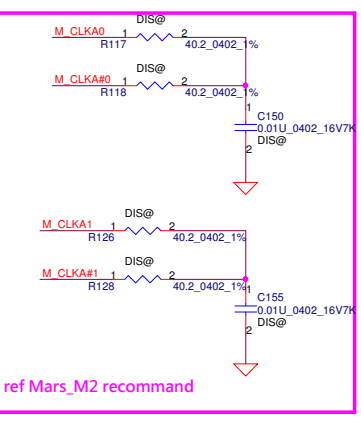 DIS@
M_CLKA0 1 2
R117 40.2_0402_1%
DIS@
M_CLKA#0 1 2
R118 40.2_0402_1%
1
C150
0.01U_0402_16V7K
DIS@
2
DIS@
M_CLKA1 1 2
R126 40.2_0402_1%
DIS@
M_CLKA#1 1 2
R128 40.2_0402_1%
1
C155
0.01U_0402_16V7K
DIS@
2
ref Mars_M2 recommand